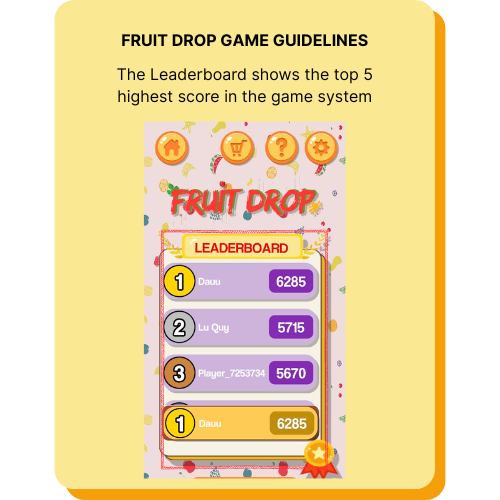 FRUIT DROP GAME GUIDELINES
The Leaderboard shows the top 5
highest score in the game system
?
FRUIT DROP
LEADERBOARD
1 Dauu 6285
2 Lu Quy 5715
3 Player_7253734 5670
1 Dauu 6285